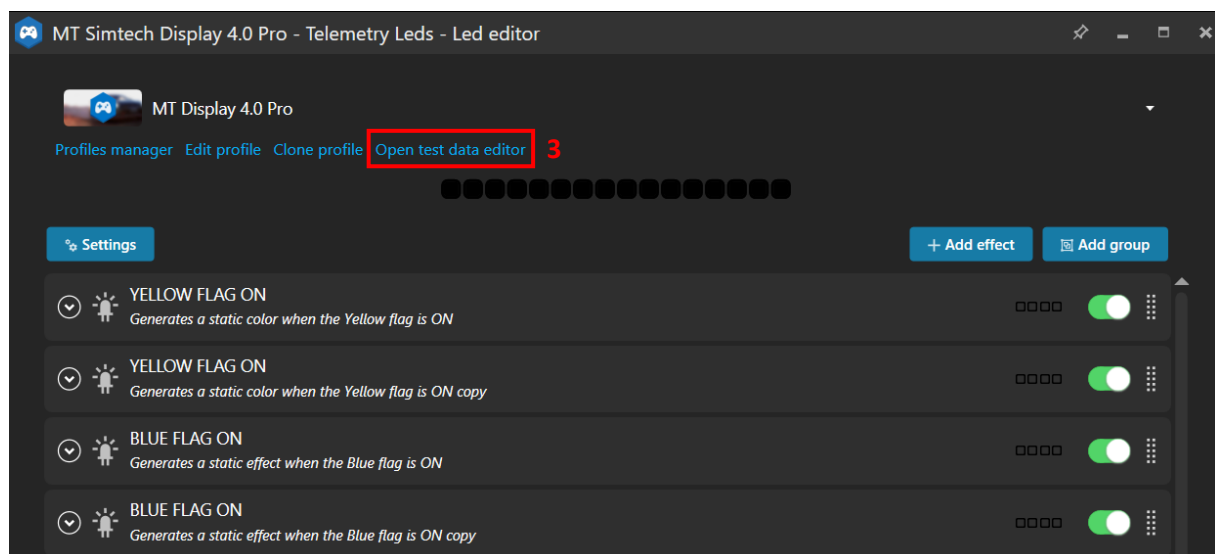 MT Simtech Display 4.0 Pro - Telemetry Leds - Led editor
MT Display 4.0 Pro
Profiles manager Edit profile Clone profile Open test data editor 3
Settings + Add effect Add group
YELLOW FLAG ON
Generates a static color when the Yellow flag is ON
YELLOW FLAG ON
Generates a static color when the Yellow flag is ON copy
BLUE FLAG ON
Generates a static effect when the Blue flag is ON
BLUE FLAG ON
Generates a static effect when the Blue flag is ON copy